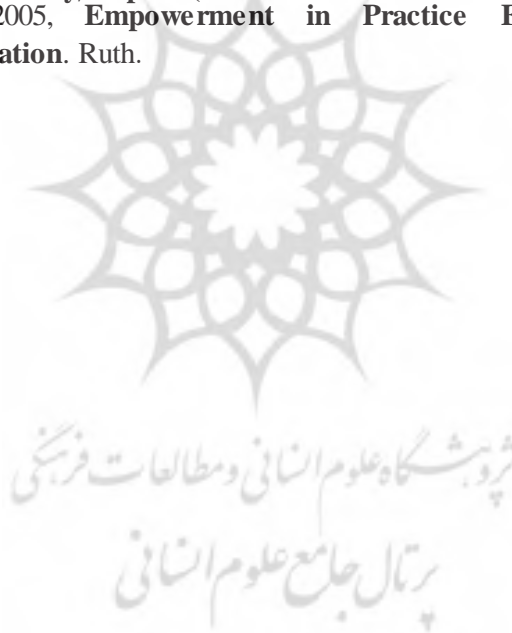 2005, Empowerment in Practice
ation. Ruth.
پژوهشگاه علوم انسانی و مطالعات فرهنگی
پرتال جامع علوم انسانی